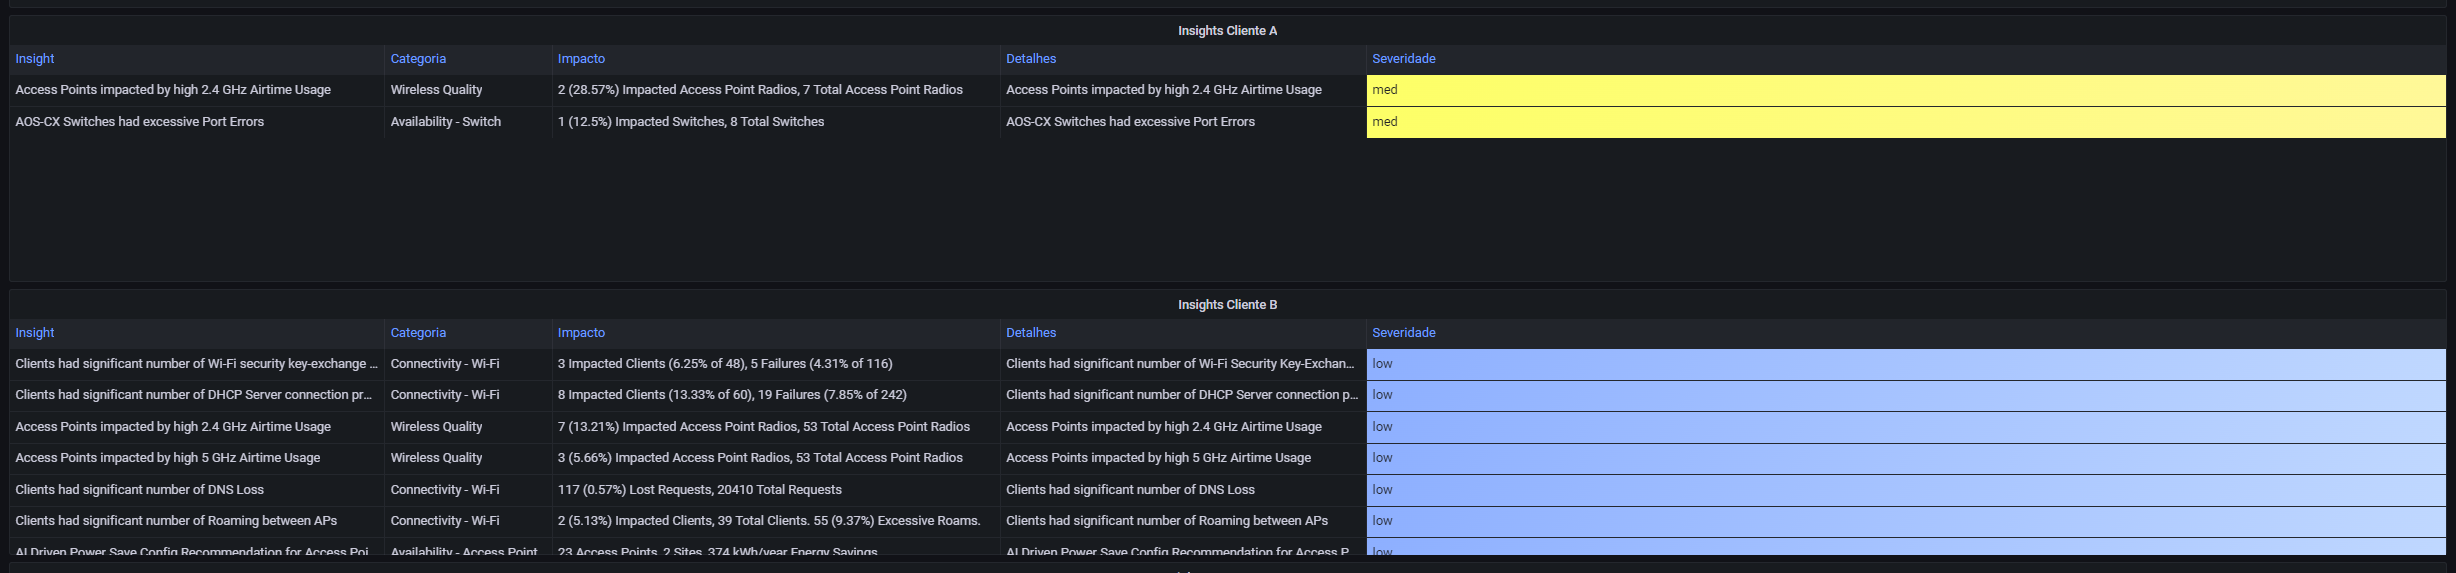 Insights Cliente A
Insight Categoria Impacto Detalhes Severidade
Access Points impacted by high 2.4 GHz Airtime Usage Wireless Quality 2 (28.57%) Impacted Access Point Radios, 7 Total Access Point Radios Access Points impacted by high 2.4 GHz Airtime Usage med
AOS-CX Switches had excessive Port Errors Availability - Switch 1 (12.5%) Impacted Switches, 8 Total Switches AOS-CX Switches had excessive Port Errors med
Insights Cliente B
Insight Categoria Impacto Detalhes Severidade
Clients had significant number of Wi-Fi security key-exchange ... Connectivity - Wi-Fi 3 Impacted Clients (6.25% of 48), 5 Failures (4.31% of 116) Clients had significant number of Wi-Fi Security Key-Exchan... low
Clients had significant number of DHCP Server connection pr... Connectivity - Wi-Fi 8 Impacted Clients (13.33% of 60), 19 Failures (7.85% of 242) Clients had significant number of DHCP Server connection p... low
Access Points impacted by high 2.4 GHz Airtime Usage Wireless Quality 7 (13.21%) Impacted Access Point Radios, 53 Total Access Point Radios Access Points impacted by high 2.4 GHz Airtime Usage low
Access Points impacted by high 5 GHz Airtime Usage Wireless Quality 3 (5.66%) Impacted Access Point Radios, 53 Total Access Point Radios Access Points impacted by high 5 GHz Airtime Usage low
Clients had significant number of DNS Loss Connectivity - Wi-Fi 117 (0.57%) Lost Requests, 20410 Total Requests Clients had significant number of DNS Loss low
Clients had significant number of Roaming between APs Connectivity - Wi-Fi 2 (5.13%) Impacted Clients, 39 Total Clients. 55 (9.37%) Excessive Roams. Clients had significant number of Roaming between APs low
AI Driven Power Save Config Recommendation for Access Poi... Availability - Access Point 23 Access Points, 2 Sites, 374 kWh/year Energy Savings AI Driven Power Save Config Recommendation for Access P... low